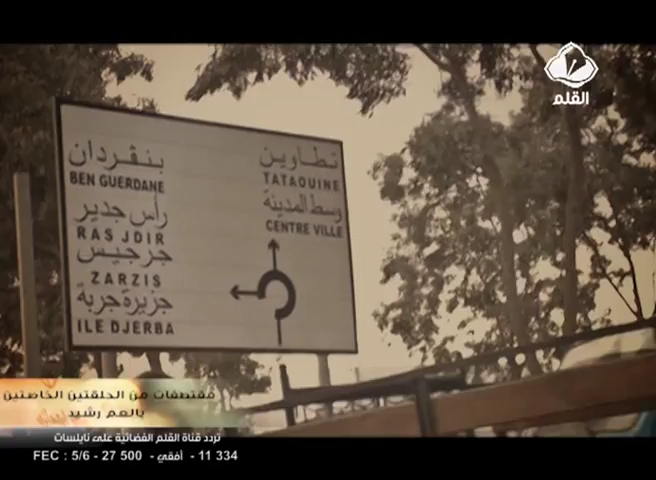 القلم
بنقردان
BEN GUERDANE
رأس جدير
RAS JDIR
جرجيس
ZARZIS
جزيرة جربة
ILE DJERBA
تطاوين
TATAOUINE
وسط المدينة
CENTRE VILLE
مقتطفات من الحلقتين الخاصتين
بالعم رشيد
تردد قناة القلم الفضائية على نايلسات
FEC : 5/6 - 27 500 - أفقي - 11 334